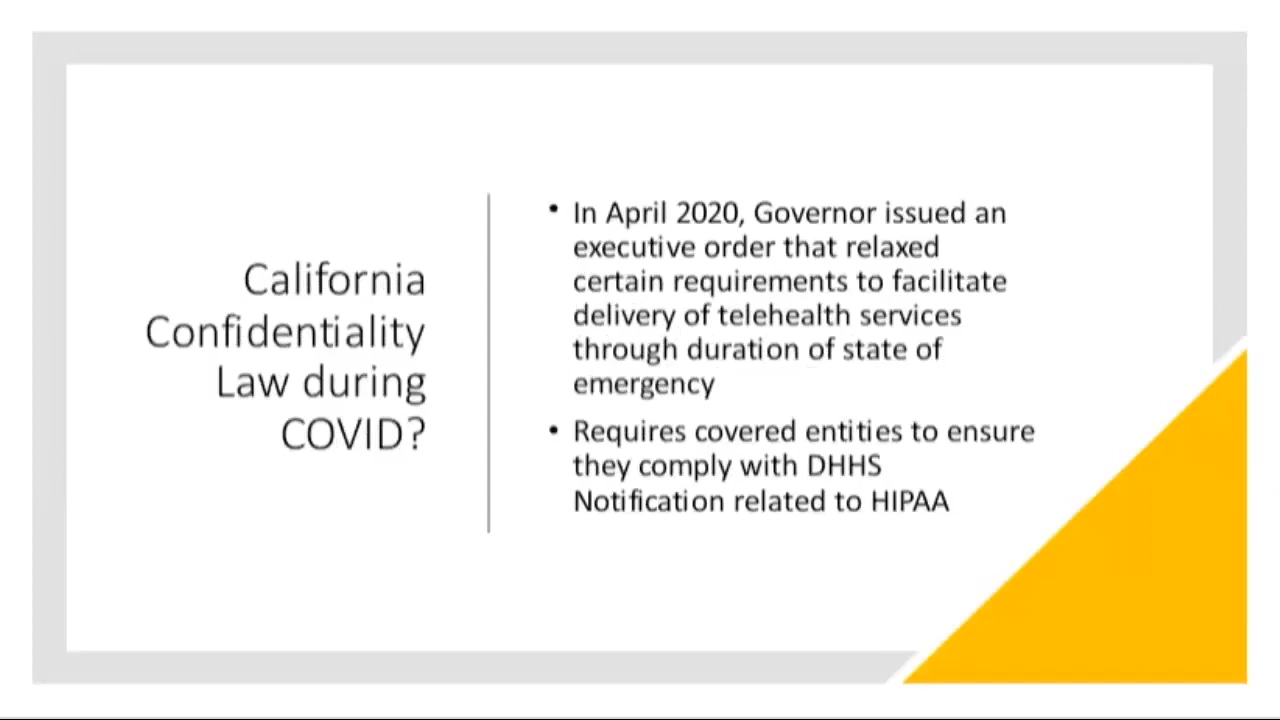 California
Confidentiality
Law during
COVID?
• In April 2020, Governor issued an
executive order that relaxed
certain requirements to facilitate
delivery of telehealth services
through duration of state of
emergency
• Requires covered entities to ensure
they comply with DHHS
Notification related to HIPAA